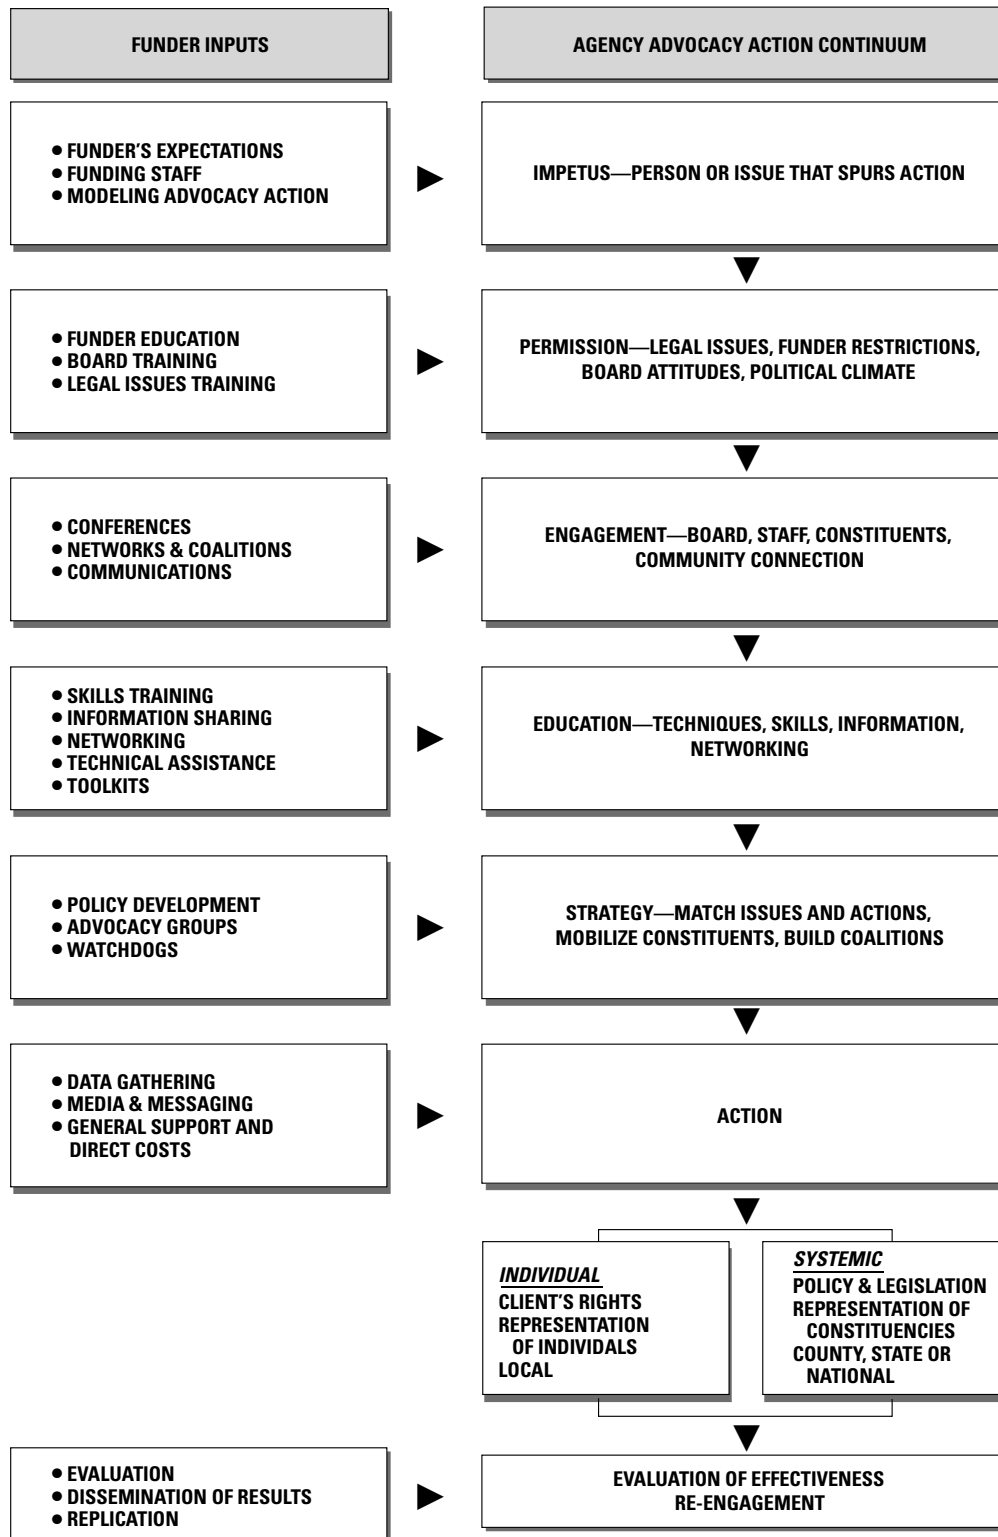 FUNDER INPUTS
AGENCY ADVOCACY ACTION CONTINUUM
• FUNDER'S EXPECTATIONS
• FUNDING STAFF
• MODELING ADVOCACY ACTION
IMPETUS—PERSON OR ISSUE THAT SPURS ACTION
• FUNDER EDUCATION
• BOARD TRAINING
• LEGAL ISSUES TRAINING
PERMISSION—LEGAL ISSUES, FUNDER RESTRICTIONS,
BOARD ATTITUDES, POLITICAL CLIMATE
• CONFERENCES
• NETWORKS & COALITIONS
• COMMUNICATIONS
ENGAGEMENT—BOARD, STAFF, CONSTITUENTS,
COMMUNITY CONNECTION
• SKILLS TRAINING
• INFORMATION SHARING
• NETWORKING
• TECHNICAL ASSISTANCE
• TOOLKITS
EDUCATION—TECHNIQUES, SKILLS, INFORMATION,
NETWORKING
• POLICY DEVELOPMENT
• ADVOCACY GROUPS
• WATCHDOGS
STRATEGY—MATCH ISSUES AND ACTIONS,
MOBILIZE CONSTITUENTS, BUILD COALITIONS
• DATA GATHERING
• MEDIA & MESSAGING
• GENERAL SUPPORT AND
DIRECT COSTS
ACTION
INDIVIDUAL
CLIENT'S RIGHTS
REPRESENTATION
OF INDIVIDALS
LOCAL
SYSTEMIC
POLICY & LEGISLATION
REPRESENTATION OF
CONSTITUENCIES
COUNTY, STATE OR
NATIONAL
• EVALUATION
• DISSEMINATION OF RESULTS
• REPLICATION
EVALUATION OF EFFECTIVENESS
RE-ENGAGEMENT